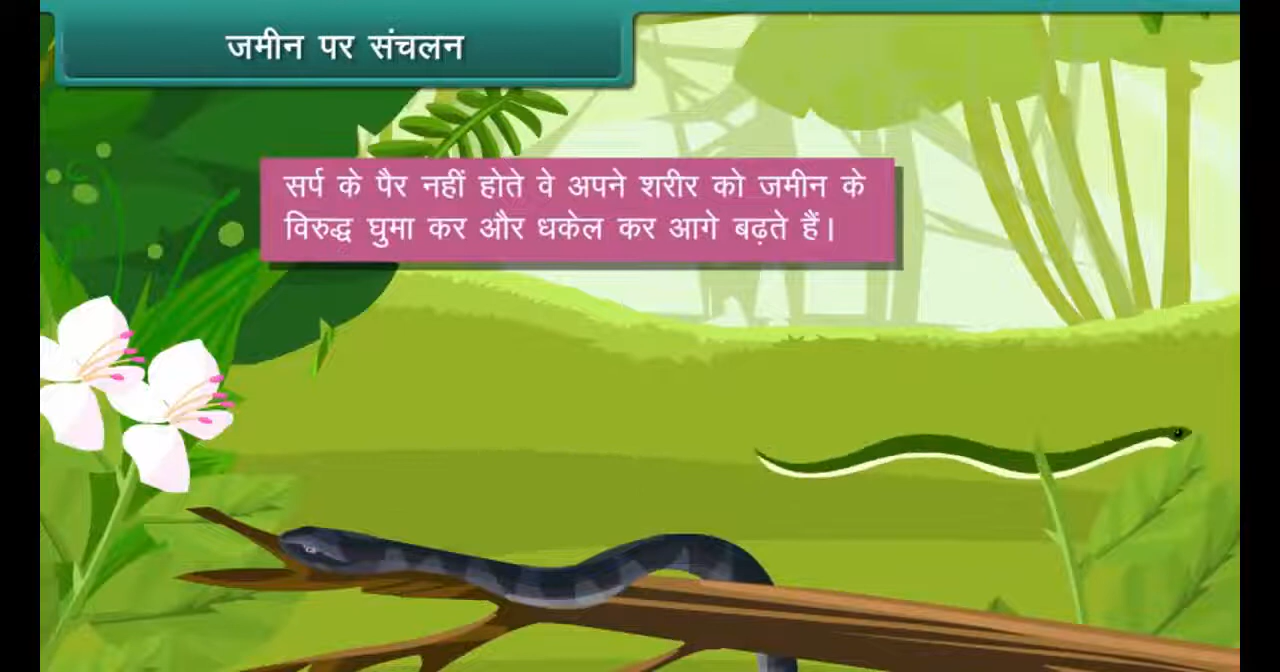 जमीन पर संचलन
सर्प के पैर नहीं होते वे अपने शरीर को जमीन के
विरुद्ध घुमा कर और धकेल कर आगे बढ़ते हैं।